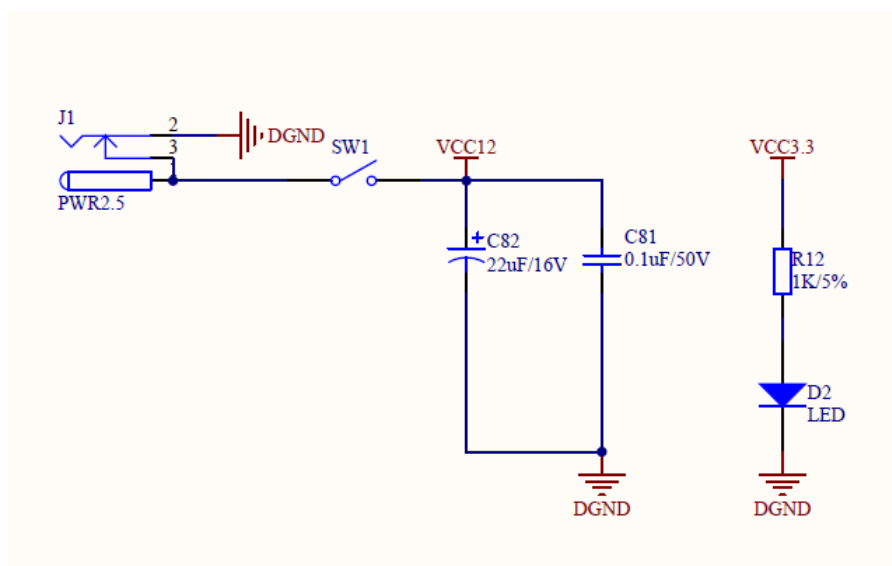 J1
2
DGND
3
PWR2.5
SW1
VCC12
+
C82
22uF/16V
C81
0.1uF/50V
DGND
VCC3.3
R12
1K/5%
D2
LED
DGND